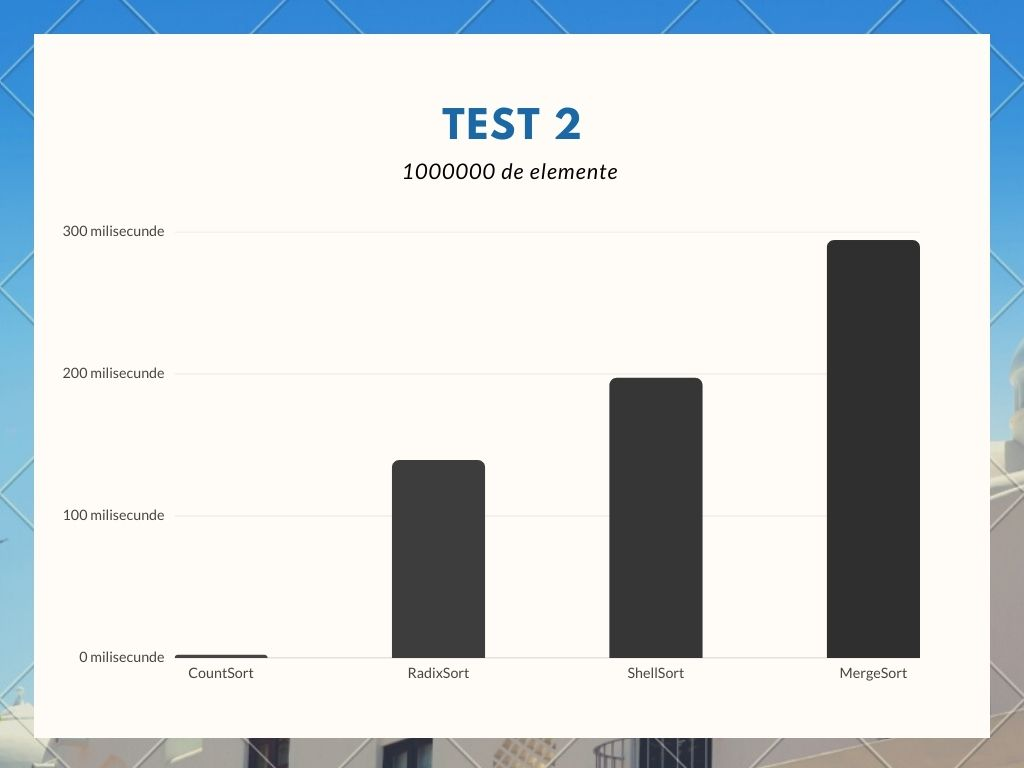 TEST 2
1000000 de elemente
300 milisecunde
200 milisecunde
100 milisecunde
0 milisecunde
CountSort RadixSort ShellSort MergeSort